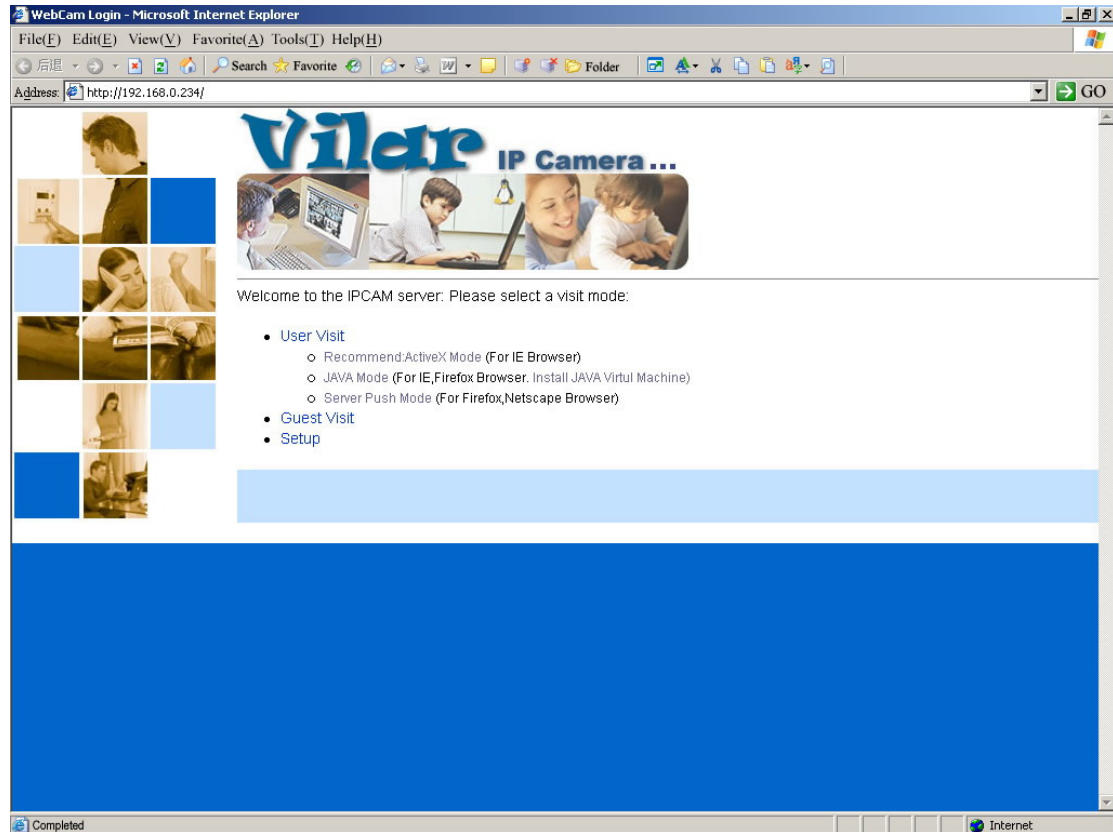 WebCam Login - Microsoft Internet Explorer
File(F) Edit(E) View(V) Favorite(A) Tools(T) Help(H)
后退 Search Favorite Folder
Address: http://192.168.0.234/ GO
Vilar IP Camera...
Welcome to the IPCAM server: Please select a visit mode:
User Visit
Recommend:ActiveX Mode (For IE Browser)
JAVA Mode (For IE,Firefox Browser. Install JAVA Virtul Machine)
Server Push Mode (For Firefox,Netscape Browser)
Guest Visit
Setup
Completed Internet